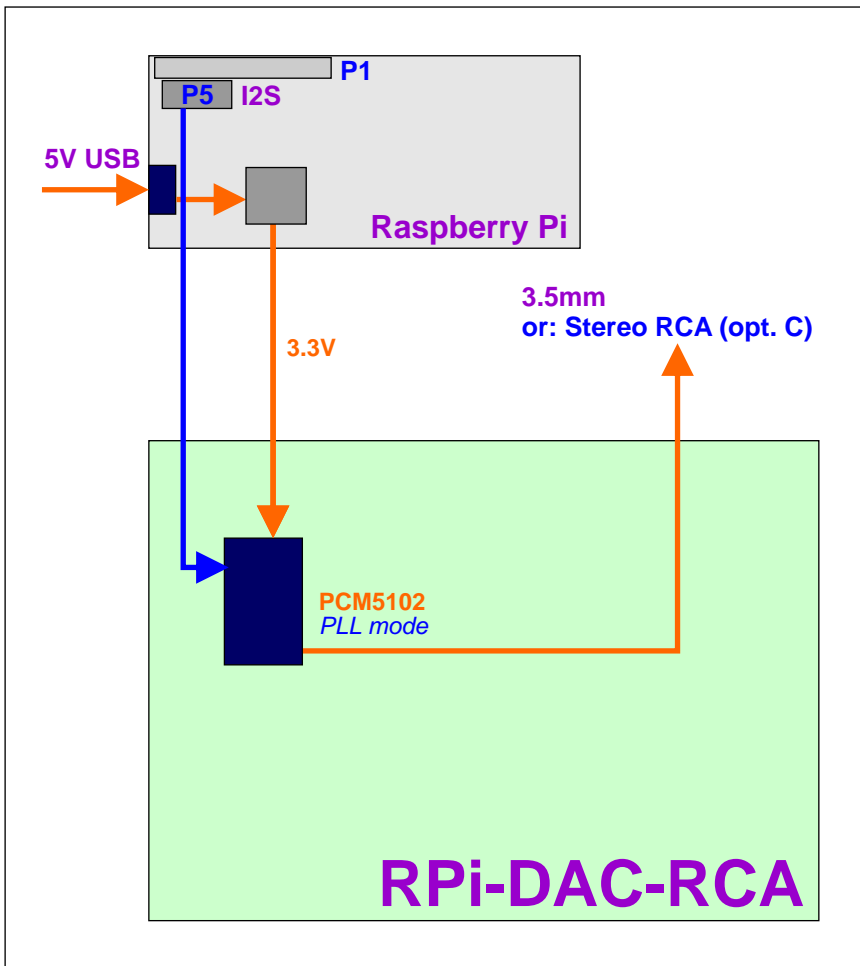 P1
P5 I2S
5V USB
Raspberry Pi
3.5mm
or: Stereo RCA (opt. C)
3.3V
PCM5102
PLL mode
RPi-DAC-RCA